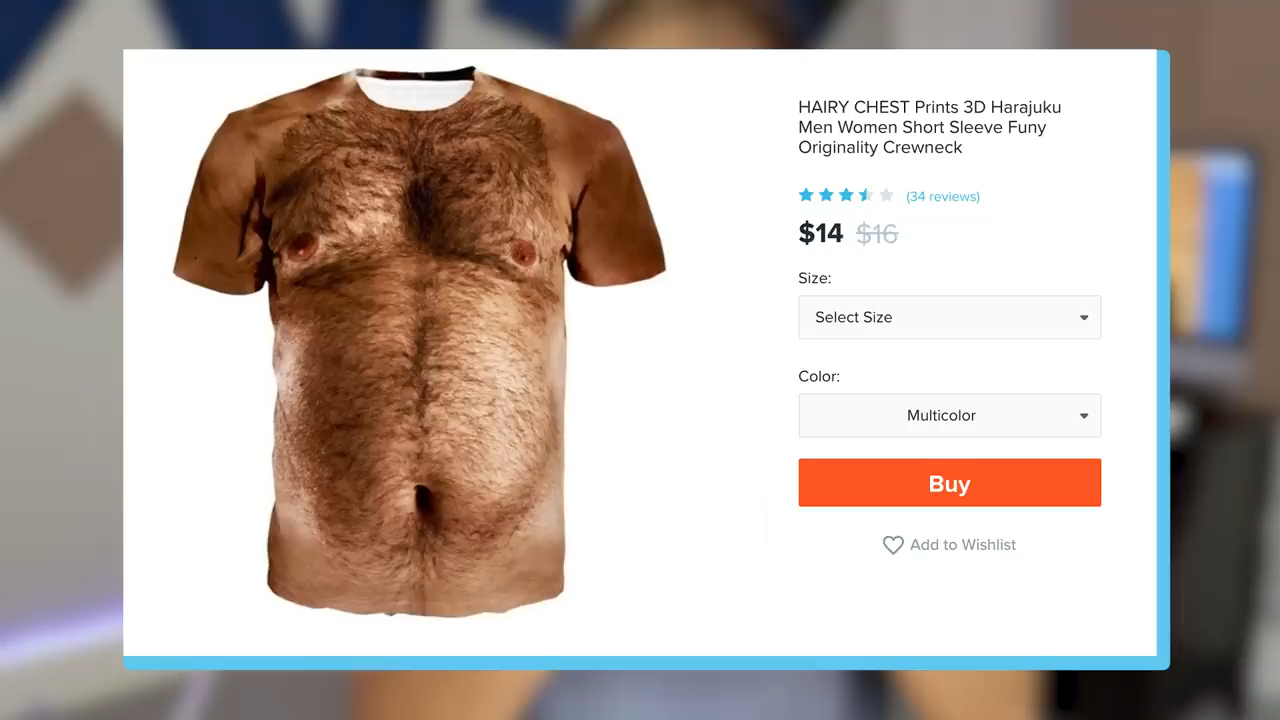 HAIRY CHEST Prints 3D Harajuku
Men Women Short Sleeve Funy
Originality Crewneck
(34 reviews)
$14 $16
Size:
Select Size
Color:
Multicolor
Buy
Add to Wishlist